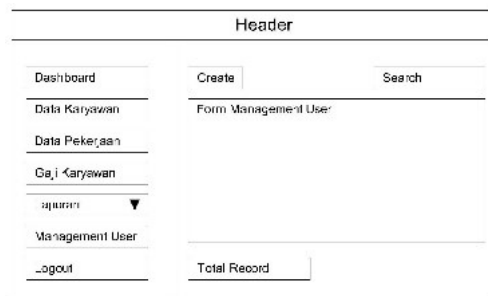 Header
Dashboard
Data Karyawan
Data Pekerjaan
Gaji Karyawan
Laporan
Management User
Logout
Create
Search
Form Management User
Total Record